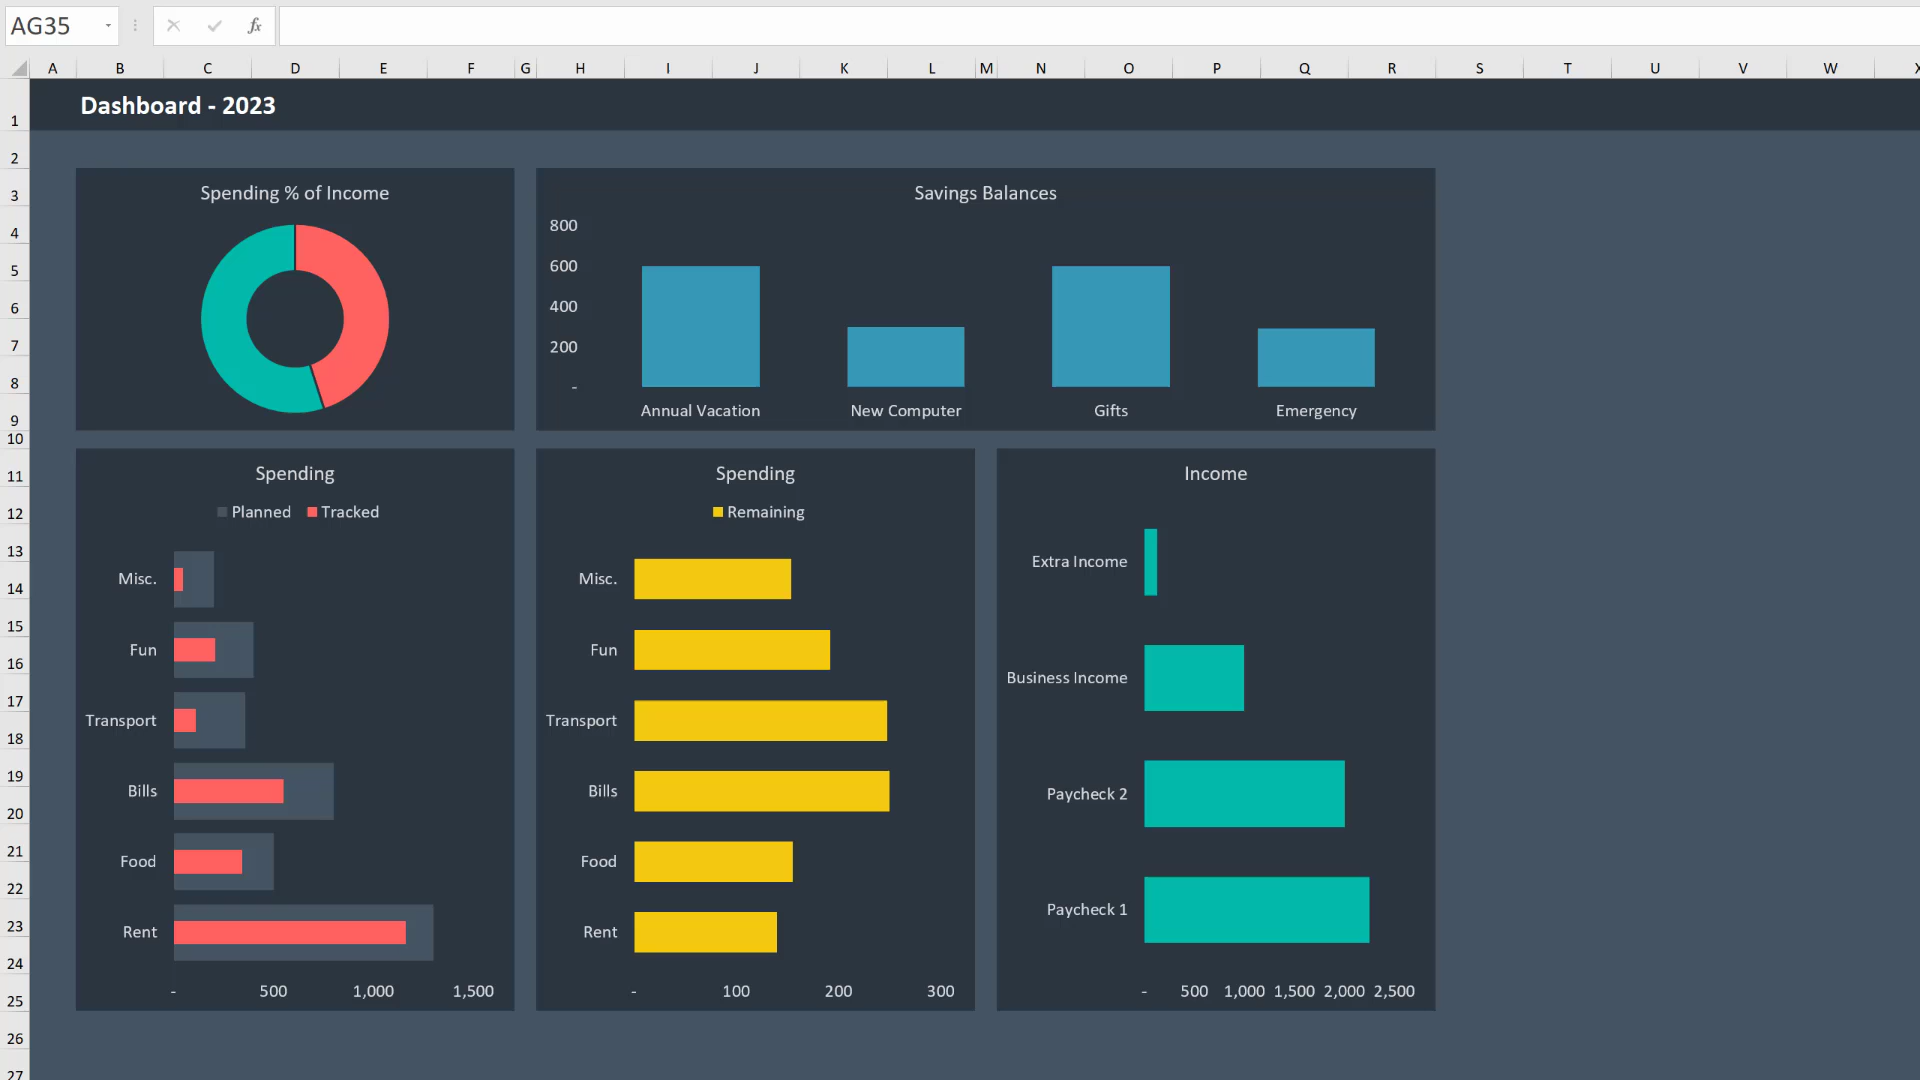 AG35
fx
A B C D E F G H I J K L M N O P Q R S T U V W X
1
Dashboard - 2023
2
3
4
5
6
7
8
9
10
11
12
13
14
15
16
17
18
19
20
21
22
23
24
25
26
27
Spending % of Income
Savings Balances
800
600
400
200
-
Annual Vacation New Computer Gifts Emergency
Spending
Planned Tracked
Misc.
Fun
Transport
Bills
Food
Rent
- 500 1,000 1,500
Spending
Remaining
Misc.
Fun
Transport
Bills
Food
Rent
- 100 200 300
Income
Extra Income
Business Income
Paycheck 2
Paycheck 1
- 500 1,000 1,500 2,000 2,500